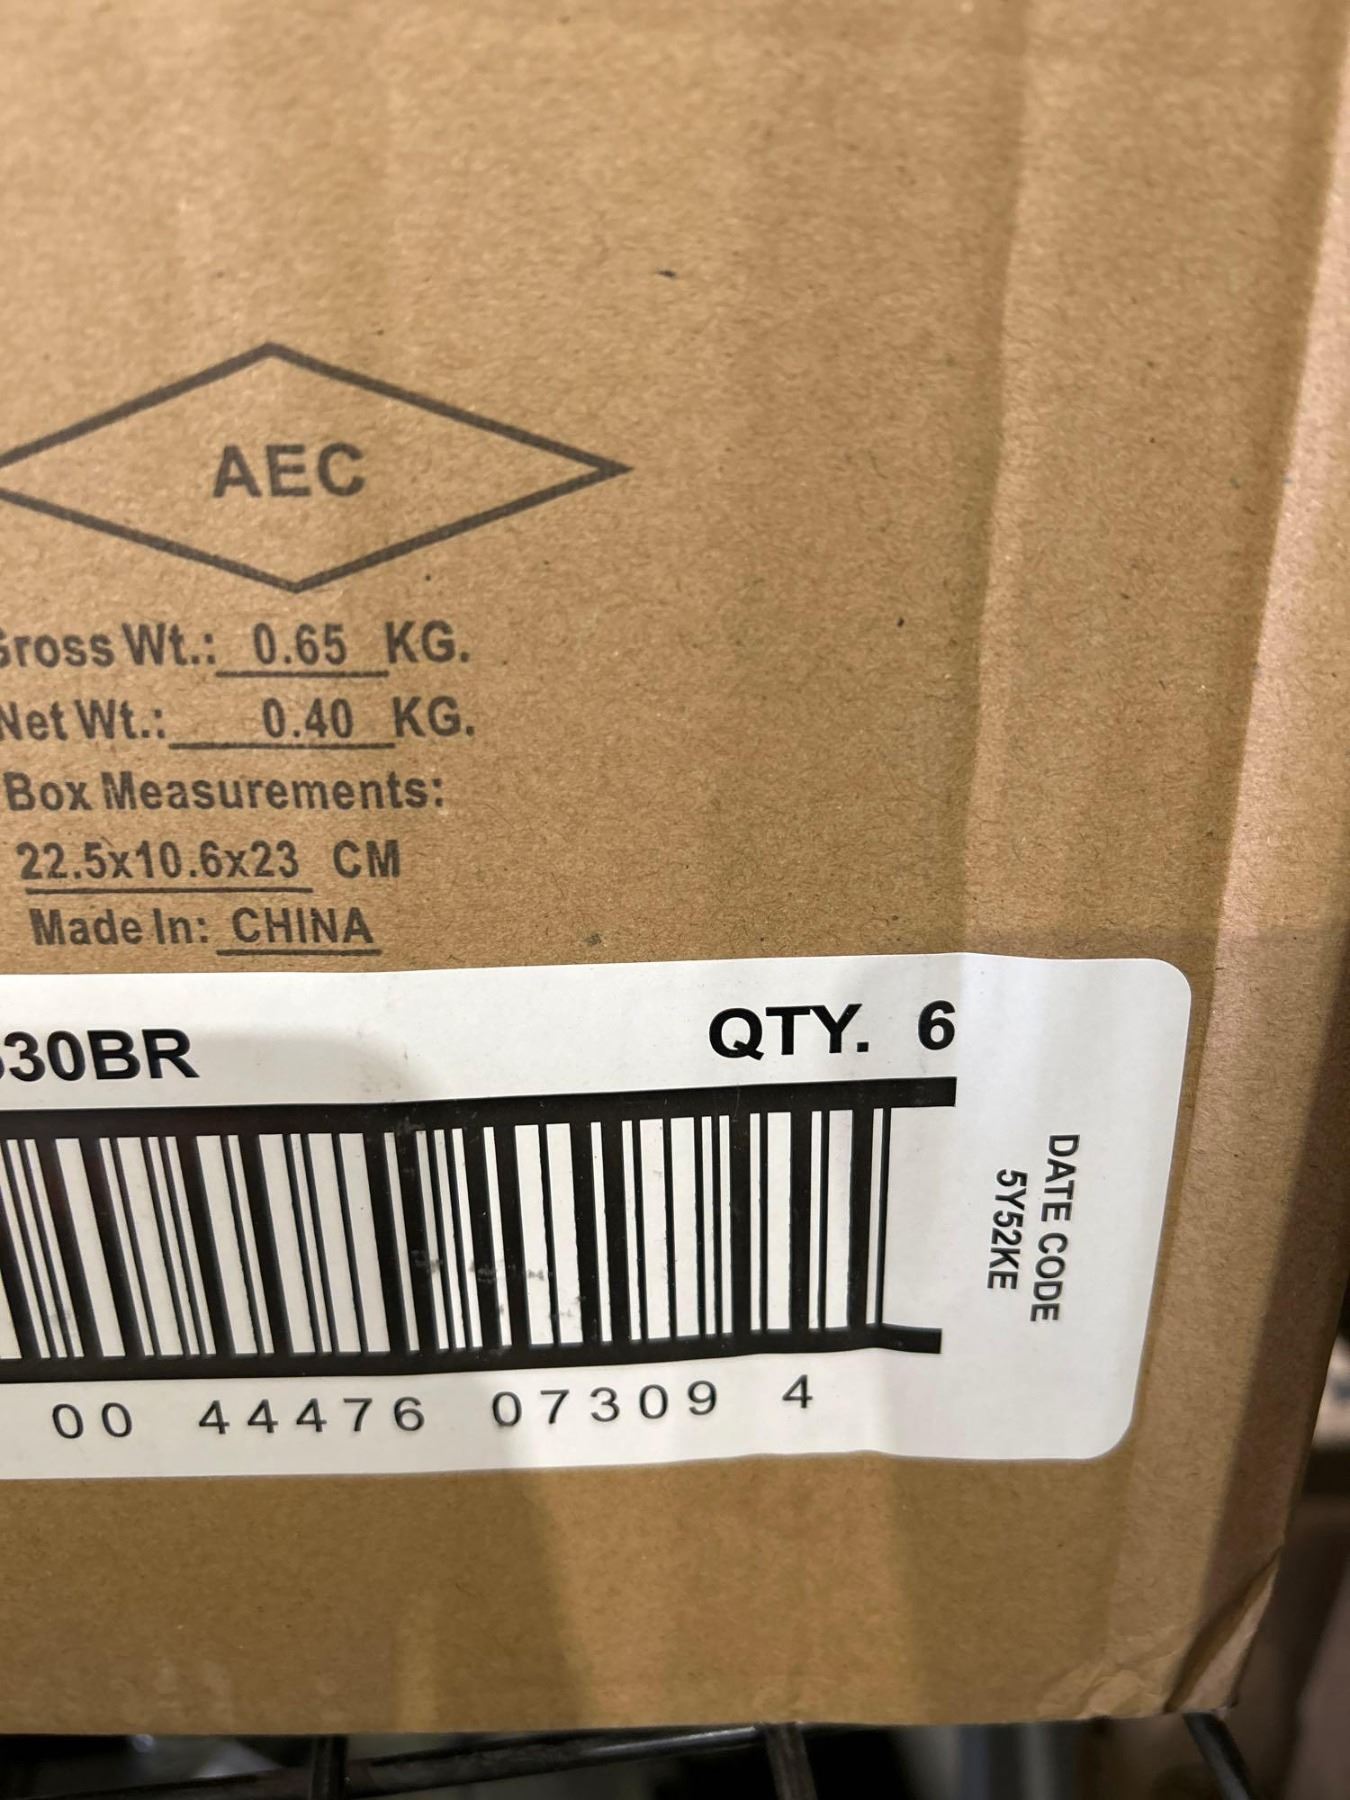 AEC
Gross Wt.: 0.65 KG.
Net Wt.: 0.40 KG.
Box Measurements:
22.5x10.6x23 CM
Made In: CHINA
30BR QTY. 6
DATE CODE
5Y52KE
00 44476 07309 4